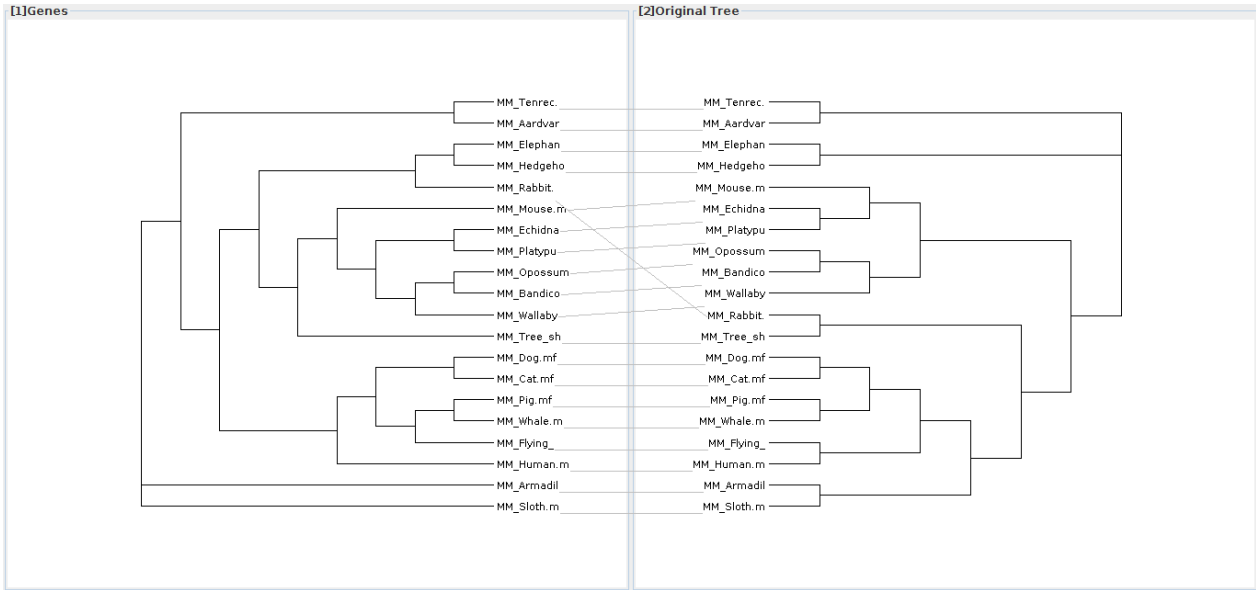 [1]Genes
MM_Tenrec.
MM_Aardvar
MM_Elephan
MM_Hedgeho
MM_Rabbit.
MM_Mouse.m
MM_Echidna
MM_Platypu
MM_Opossum
MM_Bandico
MM_Wallaby
MM_Tree_sh
MM_Dog.mf
MM_Cat.mf
MM_Pig.mf
MM_Whale.m
MM_Flying_
MM_Human.m
MM_Armadil
MM_Sloth.m
[2]Original Tree
MM_Tenrec.
MM_Aardvar
MM_Elephan
MM_Hedgeho
MM_Mouse.m
MM_Echidna
MM_Platypu
MM_Opossum
MM_Bandico
MM_Wallaby
MM_Rabbit.
MM_Tree_sh
MM_Dog.mf
MM_Cat.mf
MM_Pig.mf
MM_Whale.m
MM_Flying_
MM_Human.m
MM_Armadil
MM_Sloth.m